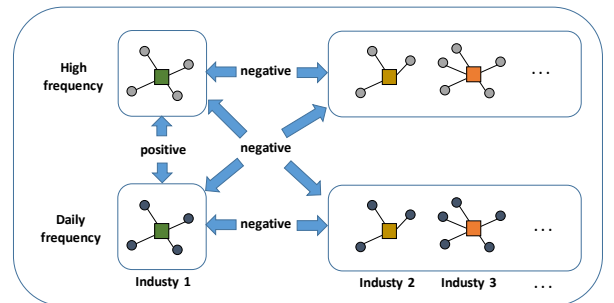 High
frequency
negative
...
positive
negative
Daily
frequency
negative
...
Industy 1
Industy 2
Industy 3
...